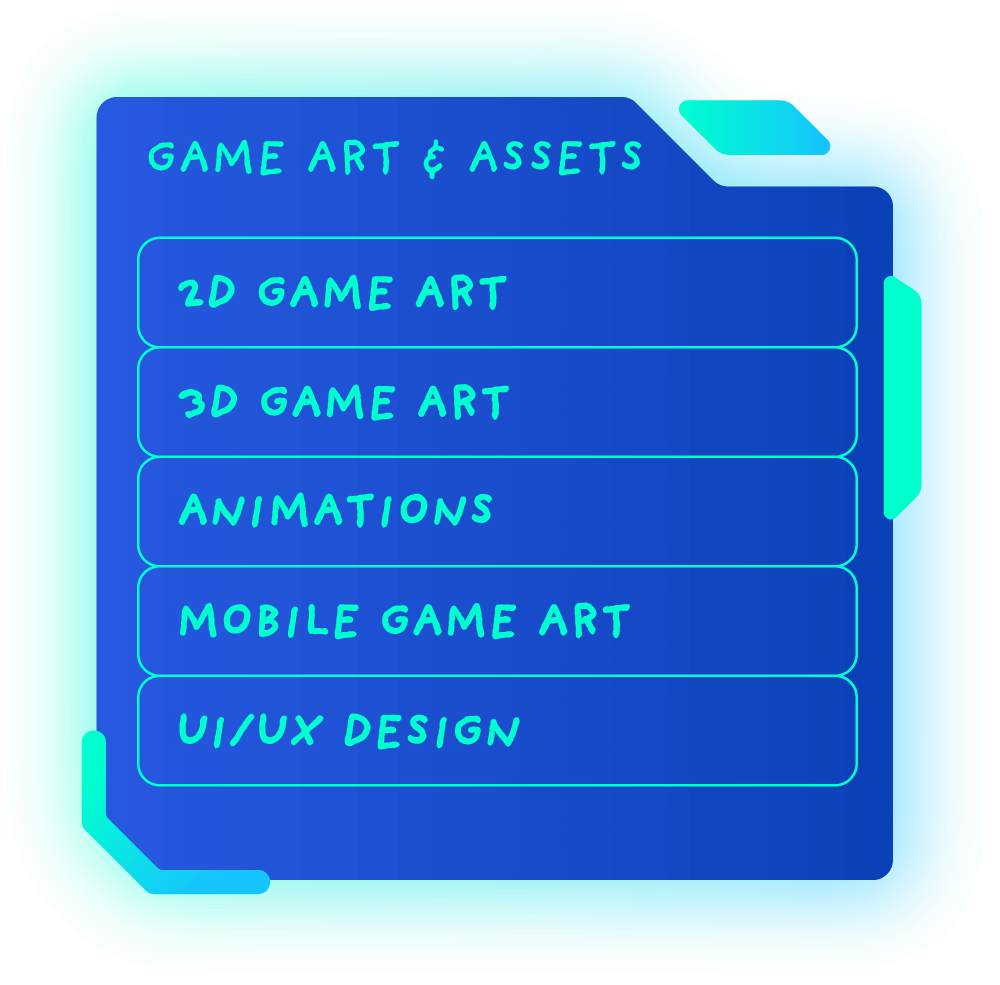 GAME ART & ASSETS
2D GAME ART
3D GAME ART
ANIMATIONS
MOBILE GAME ART
UI/UX DESIGN